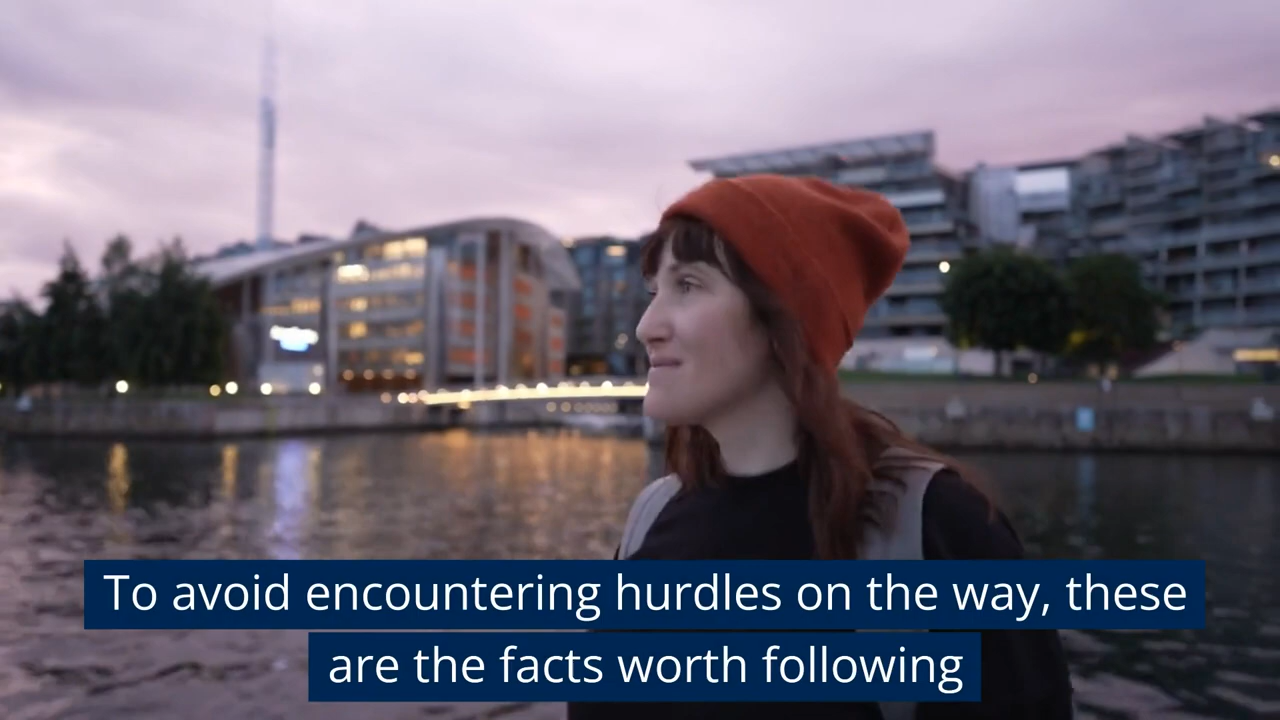 To avoid encountering hurdles on the way, these
are the facts worth following